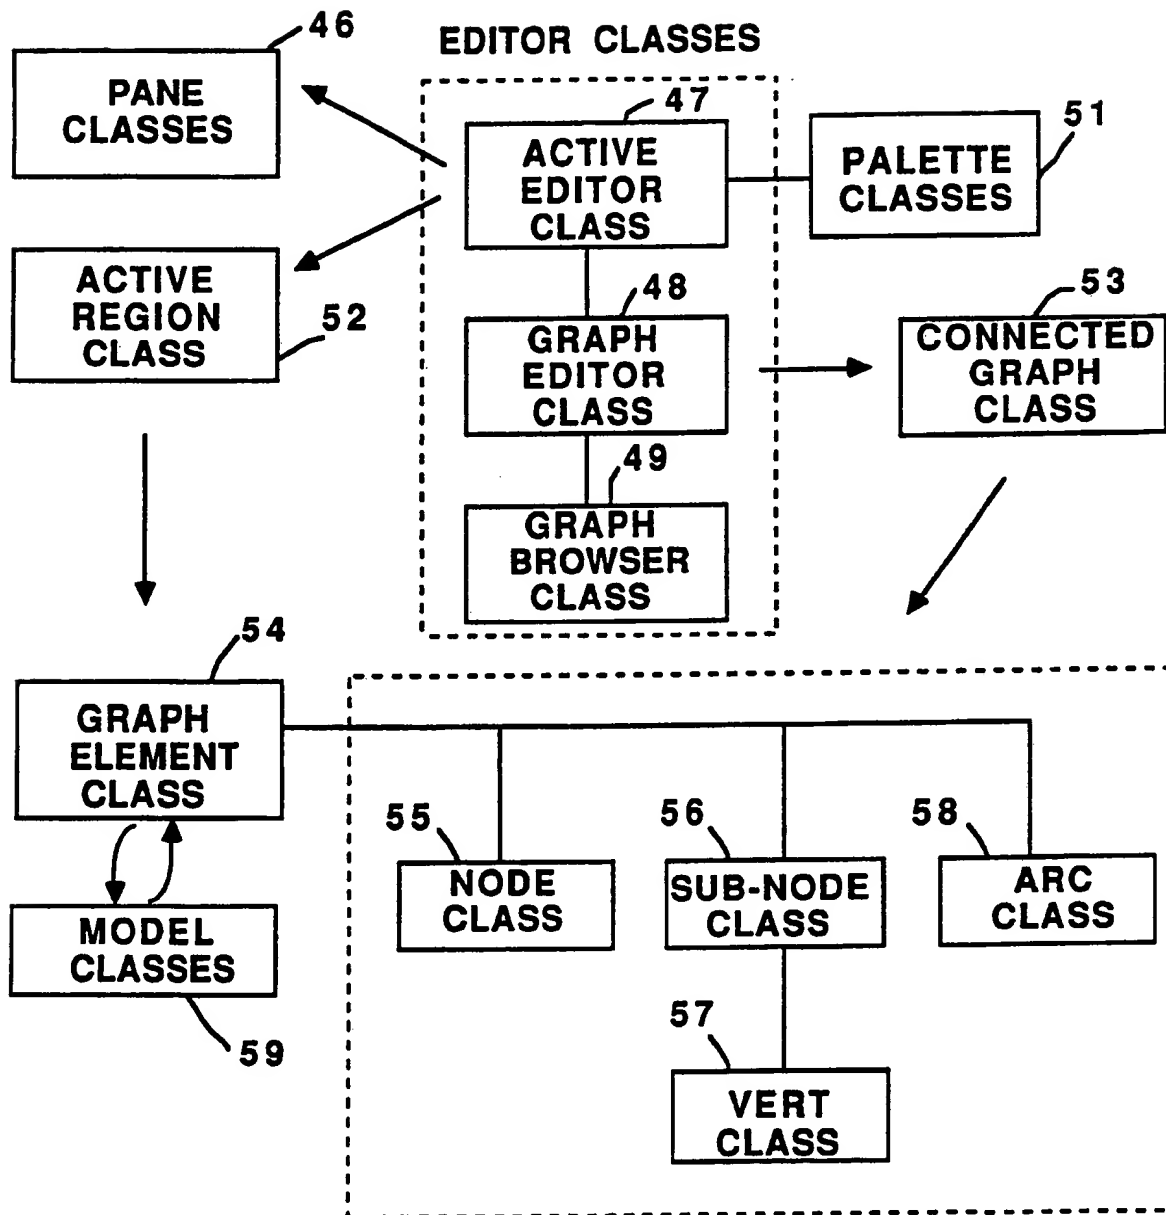 46
EDITOR CLASSES
PANE
CLASSES
47
ACTIVE
EDITOR
CLASS
51
PALETTE
CLASSES
ACTIVE
REGION
CLASS
52
48
GRAPH
EDITOR
CLASS
53
CONNECTED
GRAPH
CLASS
49
GRAPH
BROWSER
CLASS
54
GRAPH
ELEMENT
CLASS
55
NODE
CLASS
56
SUB-NODE
CLASS
58
ARC
CLASS
MODEL
CLASSES
59
57
VERT
CLASS